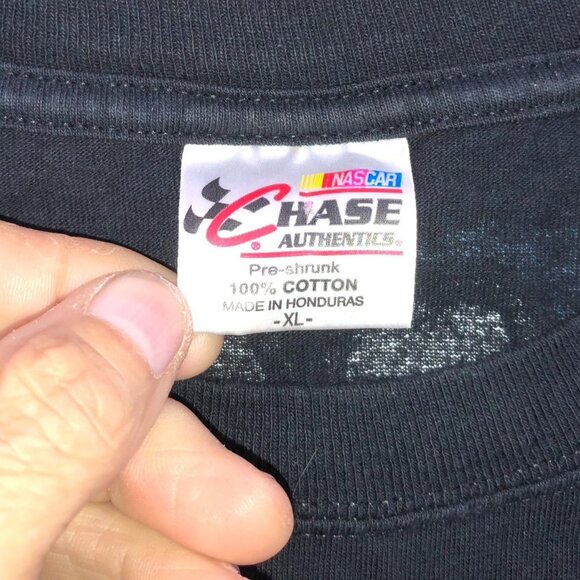 NASCAR
CHASE
AUTHENTICS®
Pre-shrunk
100% COTTON
MADE IN HONDURAS
-XL-